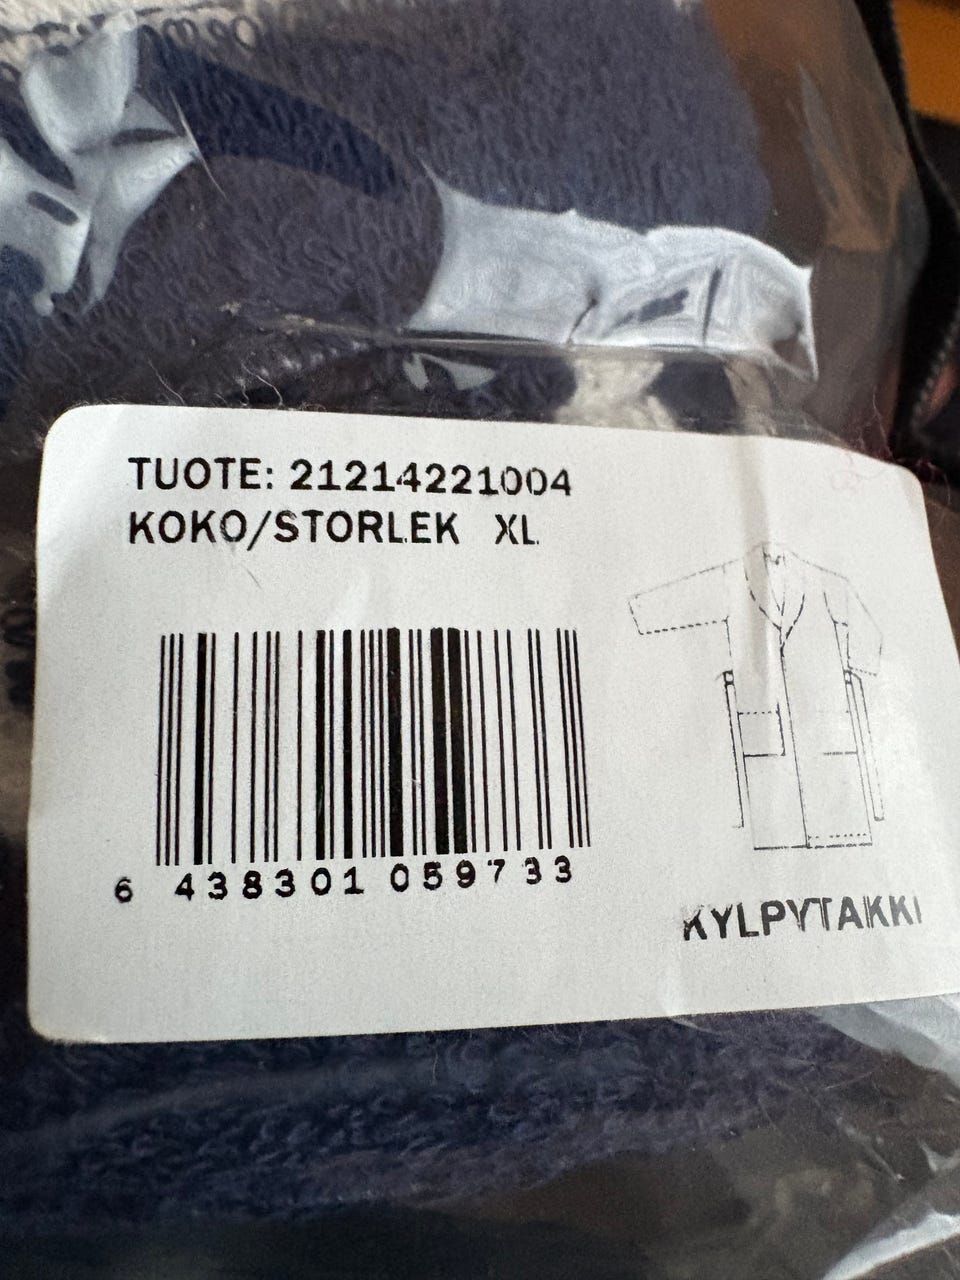 TUOTE: 21214221004
KOKO/STORLEK XL
6 438301 059733
KYLPYTAKKI